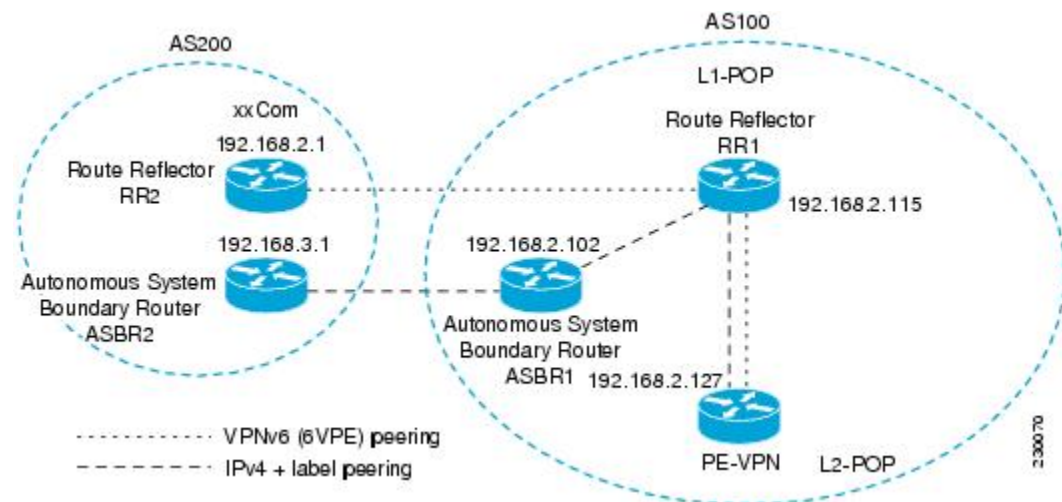 AS200
AS100
L1-POP
xxCom
192.168.2.1
Route Reflector
RR2
Route Reflector
RR1
192.168.2.115
192.168.3.1
192.168.2.102
Autonomous System
Boundary Router
ASBR2
Autonomous System
Boundary Router
ASBR1
192.168.2.127
VPNv6 (6VPE) peering
IPv4 + label peering
PE-VPN
L2-POP
230070